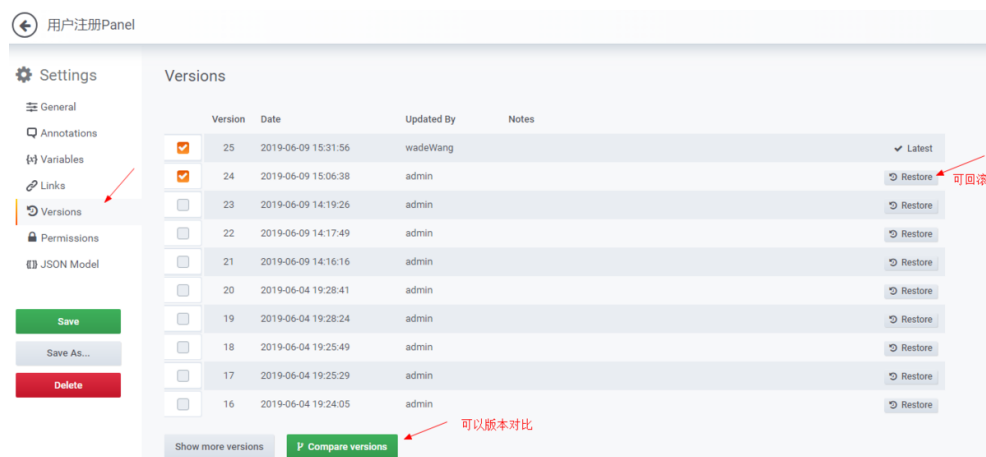 用户注册Panel
Settings
General
Annotations
Variables
Links
Versions
Permissions
JSON Model
Save
Save As...
Delete
Versions
Version Date Updated By Notes
25 2019-06-09 15:31:56 wadeWang Latest
24 2019-06-09 15:06:38 admin Restore
可回滚
23 2019-06-09 14:19:26 admin Restore
22 2019-06-09 14:17:49 admin Restore
21 2019-06-09 14:16:16 admin Restore
20 2019-06-04 19:28:41 admin Restore
19 2019-06-04 19:28:24 admin Restore
18 2019-06-04 19:25:49 admin Restore
17 2019-06-04 19:25:29 admin Restore
16 2019-06-04 19:24:05 admin Restore
可以版本对比
Show more versions Compare versions